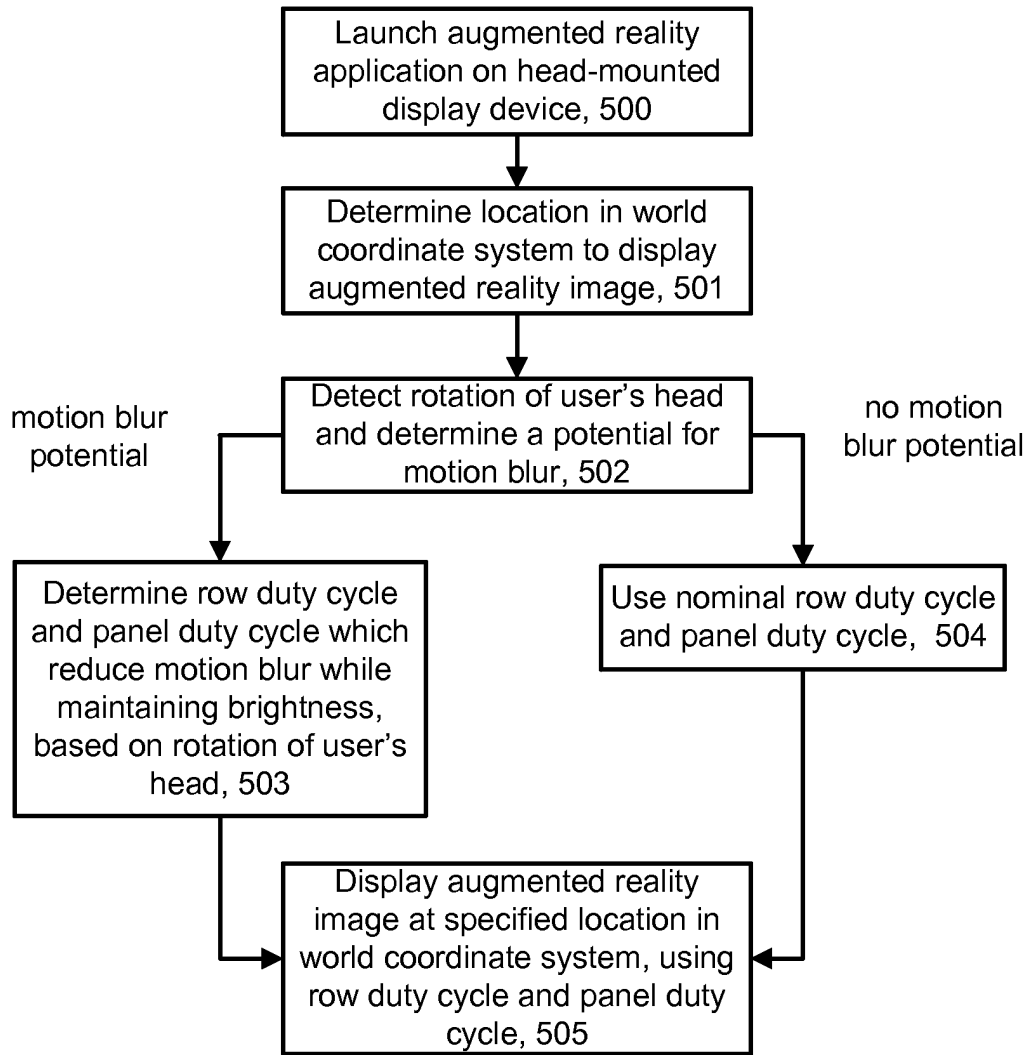 Launch augmented reality
application on head-mounted
display device, 500
Determine location in world
coordinate system to display
augmented reality image, 501
Detect rotation of user’s head
and determine a potential for
motion blur, 502
motion blur
potential
no motion
blur potential
Determine row duty cycle
and panel duty cycle which
reduce motion blur while
maintaining brightness,
based on rotation of user’s
head, 503
Use nominal row duty cycle
and panel duty cycle, 504
Display augmented reality
image at specified location in
world coordinate system, using
row duty cycle and panel duty
cycle, 505